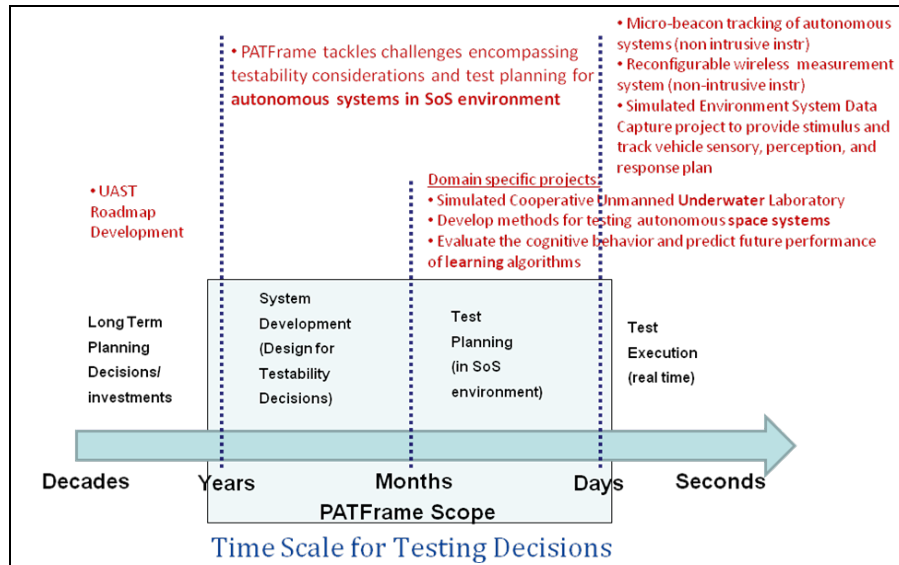 • PATFrame tackles challenges encompassing
testability considerations and test planning for
autonomous systems in SoS environment
• Micro-beacon tracking of autonomous
systems (non intrusive instr)
• Reconfigurable wireless measurement
system (non-intrusive instr)
• Simulated Environment System Data
Capture project to provide stimulus and
track vehicle sensory, perception, and
response plan
• UAST
Roadmap
Development
Domain specific projects:
• Simulated Cooperative Unmanned Underwater Laboratory
• Develop methods for testing autonomous space systems
• Evaluate the cognitive behavior and predict future performance
of learning algorithms
Long Term
Planning
Decisions/
investments
System
Development
(Design for
Testability
Decisions)
Test
Planning
(in SoS
environment)
Test
Execution
(real time)
Decades
Years
Months
Days
Seconds
PATFrame Scope
Time Scale for Testing Decisions